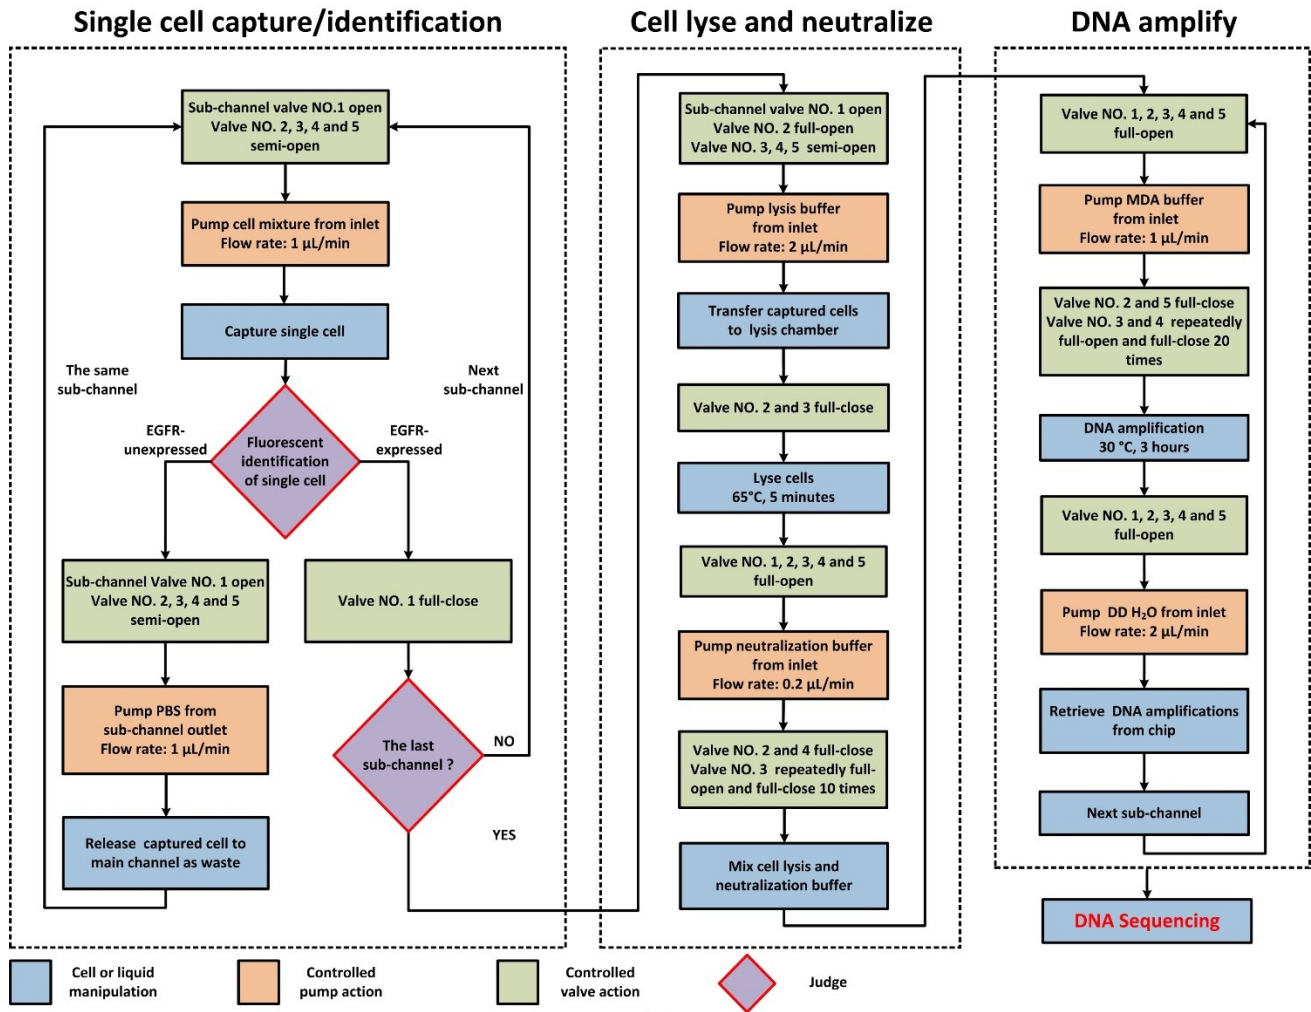 Single cell capture/identification
Sub-channel valve NO.1 open
Valve NO. 2, 3, 4 and 5
semi-open
Pump cell mixture from inlet
Flow rate: 1 µL/min
Capture single cell
The same
sub-channel
Next
sub-channel
EGFR-
unexpressed
EGFR-
expressed
Fluorescent
identification
of single cell
Sub-channel Valve NO. 1 open
Valve NO. 2, 3, 4 and 5
semi-open
Valve NO. 1 full-close
Pump PBS from
sub-channel outlet
Flow rate: 1 µL/min
The last
sub-channel ?
NO
YES
Release captured cell to
main channel as waste
Cell lyse and neutralize
Sub-channel valve NO. 1 open
Valve NO. 2 full-open
Valve NO. 3, 4, 5 semi-open
Pump lysis buffer
from inlet
Flow rate: 2 µL/min
Transfer captured cells
to lysis chamber
Valve NO. 2 and 3 full-close
Lyse cells
65°C, 5 minutes
Valve NO. 1, 2, 3, 4 and 5
full-open
Pump neutralization buffer
from inlet
Flow rate: 0.2 µL/min
Valve NO. 2 and 4 full-close
Valve NO. 3 repeatedly full-
open and full-close 10 times
Mix cell lysis and
neutralization buffer
DNA amplify
Valve NO. 1, 2, 3, 4 and 5
full-open
Pump MDA buffer
from inlet
Flow rate: 1 µL/min
Valve NO. 2 and 5 full-close
Valve NO. 3 and 4 repeatedly
full-open and full-close 20
times
DNA amplification
30 °C, 3 hours
Valve NO. 1, 2, 3, 4 and 5
full-open
Pump DD H₂O from inlet
Flow rate: 2 µL/min
Retrieve DNA amplifications
from chip
Next sub-channel
DNA Sequencing
Cell or liquid
manipulation
Controlled
pump action
Controlled
valve action
Judge